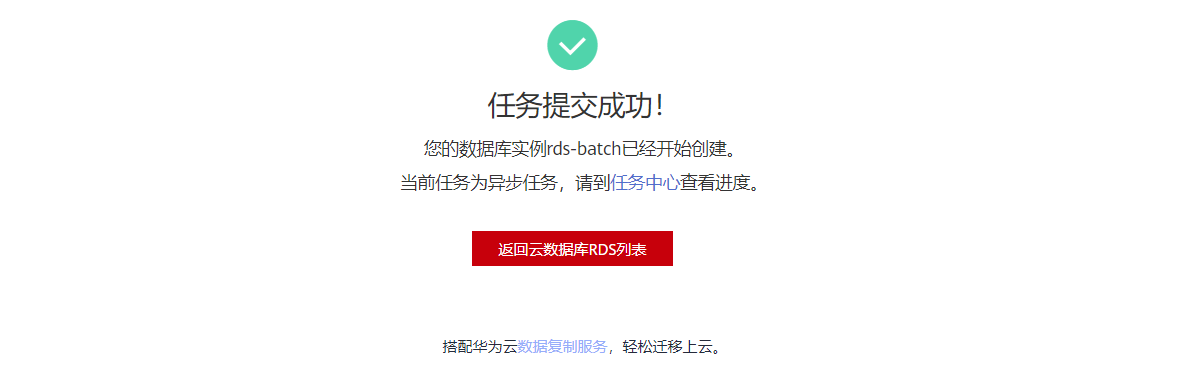 任务提交成功！
您的数据库实例rds-batch已经开始创建。
当前任务为异步任务，请到任务中心查看进度。
返回云数据库RDS列表
搭配华为云数据复制服务，轻松迁移上云。